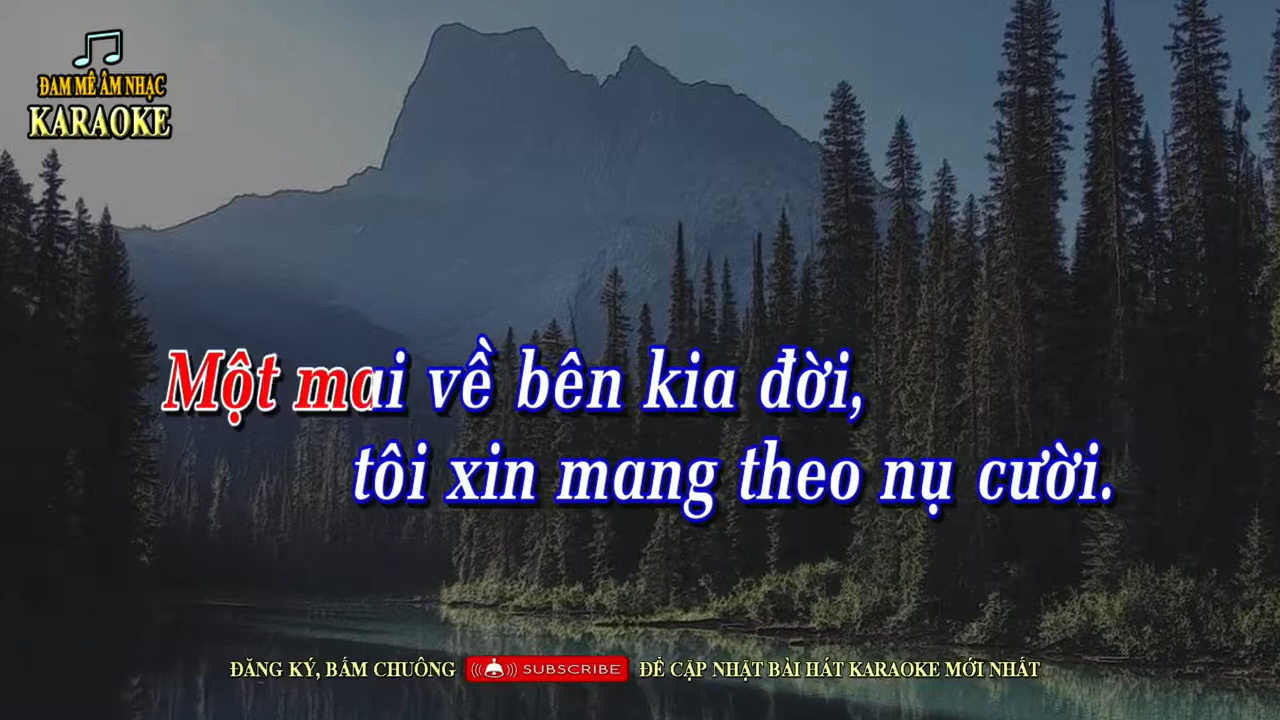 ĐAM MÊ ÂM NHẠC
KARAOKE
Một mai về bên kia đời,
tôi xin mang theo nụ cười.
ĐĂNG KÝ, BẤM CHUÔNG SUBSCRIBE ĐỂ CẬP NHẬT BÀI HÁT KARAOKE MỚI NHẤT